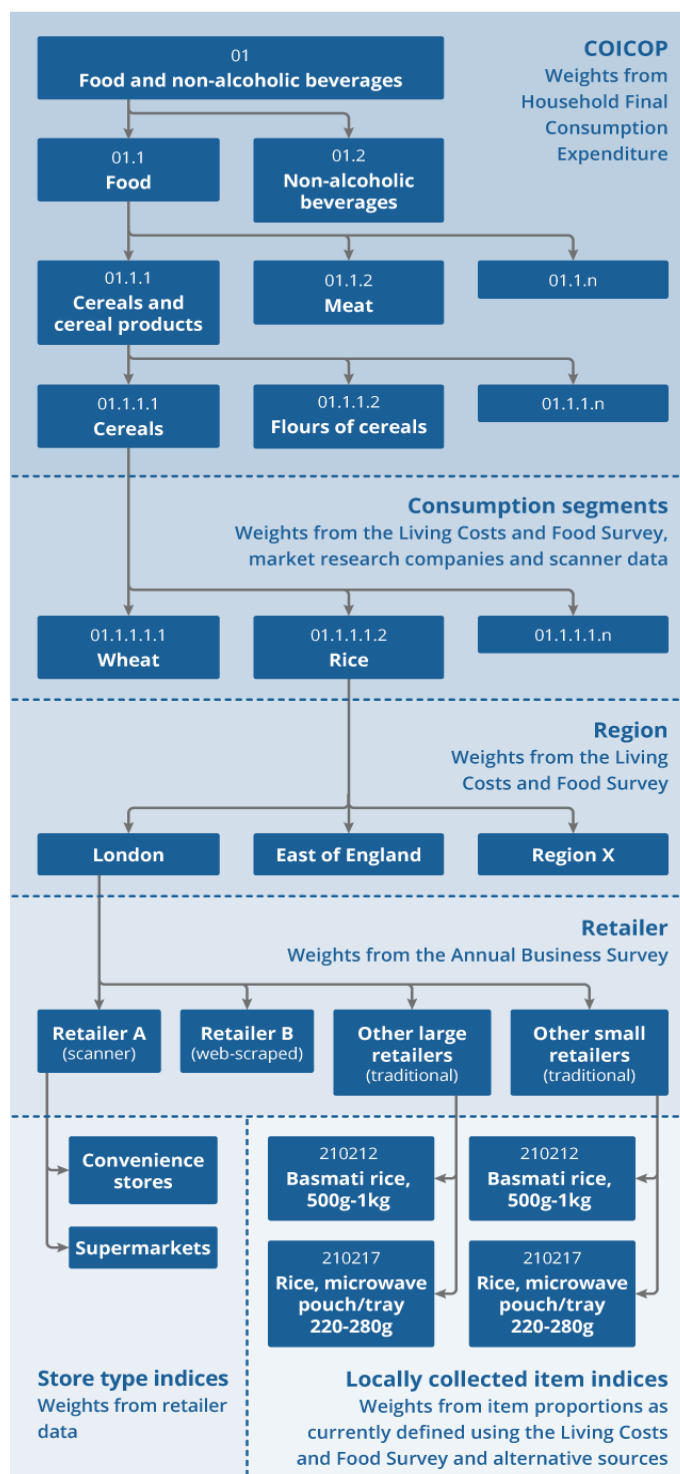 COICOP
Weights from
Household Final
Consumption
Expenditure
01
Food and non-alcoholic beverages
01.1
Food
01.2
Non-alcoholic
beverages
01.1.1
Cereals and
cereal products
01.1.2
Meat
01.1.n
01.1.1.1
Cereals
01.1.1.2
Flours of cereals
01.1.1.n
Consumption segments
Weights from the Living Costs and Food Survey,
market research companies and scanner data
01.1.1.1.1
Wheat
01.1.1.1.2
Rice
01.1.1.1.n
Region
Weights from the Living
Costs and Food Survey
London
East of England
Region X
Retailer
Weights from the Annual Business Survey
Retailer A
(scanner)
Retailer B
(web-scraped)
Other large
retailers
(traditional)
Other small
retailers
(traditional)
Convenience
stores
Supermarkets
210212
Basmati rice,
500g-1kg
210212
Basmati rice,
500g-1kg
210217
Rice, microwave
pouch/tray
220-280g
210217
Rice, microwave
pouch/tray
220-280g
Store type indices
Weights from retailer
data
Locally collected item indices
Weights from item proportions as
currently defined using the Living Costs
and Food Survey and alternative sources